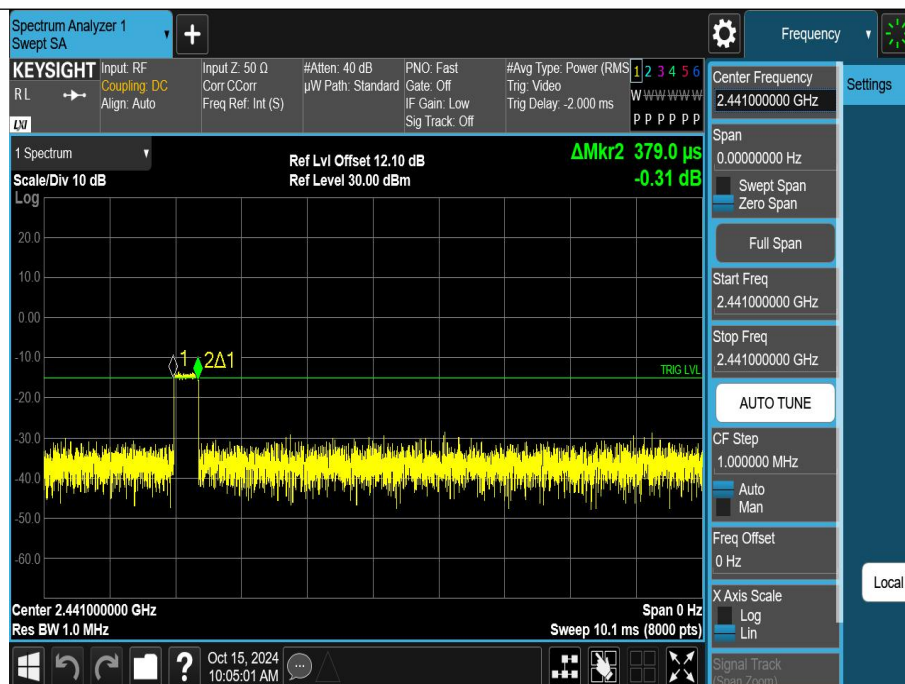 Spectrum Analyzer 1
Swept SA
+
Frequency
KEYSIGHT
RL
LXI
Input: RF
Coupling: DC
Align: Auto
Input Z: 50 Ω
Corr CCorr
Freq Ref: Int (S)
#Atten: 40 dB
µW Path: Standard
PNO: Fast
Gate: Off
IF Gain: Low
Sig Track: Off
#Avg Type: Power (RMS
Trig: Video
Trig Delay: -2.000 ms
1 2 3 4 5 6
W W W W W W
P P P P P P
1 Spectrum
Scale/Div 10 dB
Ref Lvl Offset 12.10 dB
Ref Level 30.00 dBm
ΔMkr2 379.0 µs
-0.31 dB
Log
20.0
10.0
0.00
-10.0
-20.0
-30.0
-40.0
-50.0
-60.0
1
2Δ1
TRIG LVL
Center 2.441000000 GHz
Res BW 1.0 MHz
Span 0 Hz
Sweep 10.1 ms (8000 pts)
Center Frequency
2.441000000 GHz
Settings
Span
0.00000000 Hz
Swept Span
Zero Span
Full Span
Start Freq
2.441000000 GHz
Stop Freq
2.441000000 GHz
AUTO TUNE
CF Step
1.000000 MHz
Auto
Man
Freq Offset
0 Hz
X Axis Scale
Log
Lin
Local
Signal Track
(Span Zoom)
?
Oct 15, 2024
10:05:01 AM